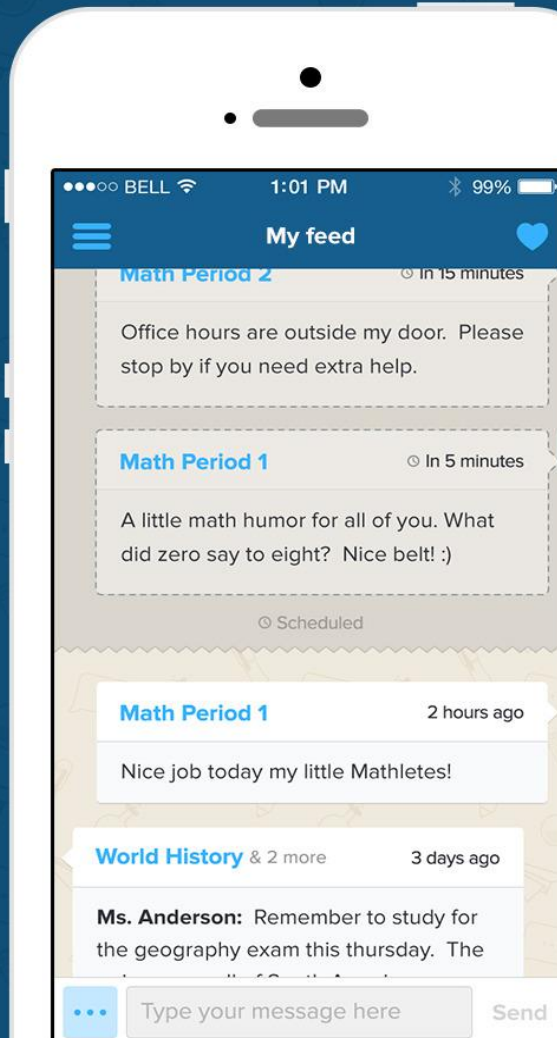 BELL 1:01 PM 99%
My feed
Math Period 2 In 15 minutes
Office hours are outside my door. Please
stop by if you need extra help.
Math Period 1 In 5 minutes
A little math humor for all of you. What
did zero say to eight? Nice belt! :)
Scheduled
Math Period 1 2 hours ago
Nice job today my little Mathletes!
World History & 2 more 3 days ago
Ms. Anderson: Remember to study for
the geography exam this thursday. The
Type your message here Send